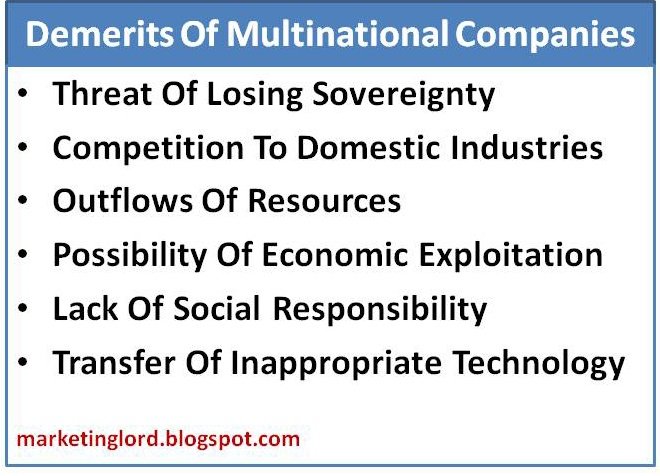 Demerits Of Multinational Companies
• Threat Of Losing Sovereignty
• Competition To Domestic Industries
• Outflows Of Resources
• Possibility Of Economic Exploitation
• Lack Of Social Responsibility
• Transfer Of Inappropriate Technology
marketinglord.blogspot.com